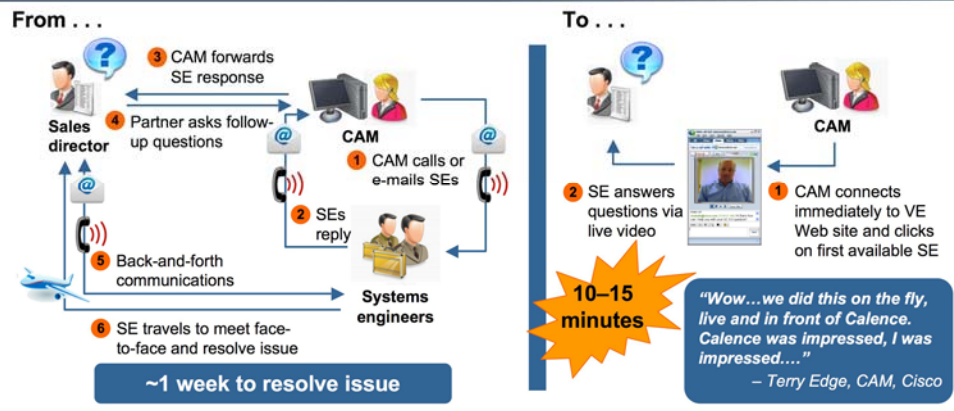 From . . .
3 CAM forwards
SE response
4 Partner asks follow-
up questions
Sales
director
CAM
1 CAM calls or
e-mails SEs
2 SEs
reply
5 Back-and-forth
communications
Systems
engineers
6 SE travels to meet face-
to-face and resolve issue
~1 week to resolve issue
To . . .
CAM
2 SE answers
questions via
live video
1 CAM connects
immediately to VE
Web site and clicks
on first available SE
10–15
minutes
“Wow…we did this on the fly,
live and in front of Calence.
Calence was impressed, I was
impressed….”
– Terry Edge, CAM, Cisco